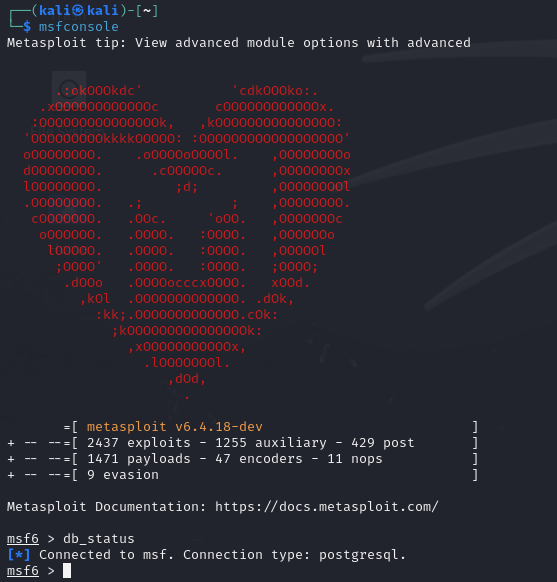 ┌──(kali㉿kali)-[~]
└─$ msfconsole
Metasploit tip: View advanced module options with advanced
      .:okOOOkdc'           'cdkOOOko:.
    .xOOOOOOOOOOOOc       cOOOOOOOOOOOOx.
   :OOOOOOOOOOOOOOOk,   ,kOOOOOOOOOOOOOOO:
  'OOOOOOOOOkkkkOOOOO: :OOOOOOOOOOOOOOOOOO'
  oOOOOOOOO.    .oOOOOoOOOOl.    ,OOOOOOOOo
  dOOOOOOOO.      .cOOOOOc.      ,OOOOOOOOx
  lOOOOOOOO.         ;d;         ,OOOOOOOOl
  .OOOOOOOO.   .;           ;    ,OOOOOOOO.
   cOOOOOOO.   .OOc.     'oOO.   ,OOOOOOOc
    oOOOOOO.   .OOOO.   :OOOO.   ,OOOOOOo
     lOOOOO.   .OOOO.   :OOOO.   ,OOOOOl
      ;OOOO'   .OOOO.   :OOOO.   ;OOOO;
       .dOOo   .OOOOocccxOOOO.   xOOd.
         ,kOl  .OOOOOOOOOOOOO. .dOk,
           :kk;.OOOOOOOOOOOOO.cOk:
             ;kOOOOOOOOOOOOOOOk:
               ,xOOOOOOOOOOOx,
                 .lOOOOOOOl.
                    ,dOd,
                      .
       =[ metasploit v6.4.18-dev                          ]
+ -- --=[ 2437 exploits - 1255 auxiliary - 429 post       ]
+ -- --=[ 1471 payloads - 47 encoders - 11 nops           ]
+ -- --=[ 9 evasion                                       ]
Metasploit Documentation: https://docs.metasploit.com/
msf6 > db_status
[*] Connected to msf. Connection type: postgresql.
msf6 >